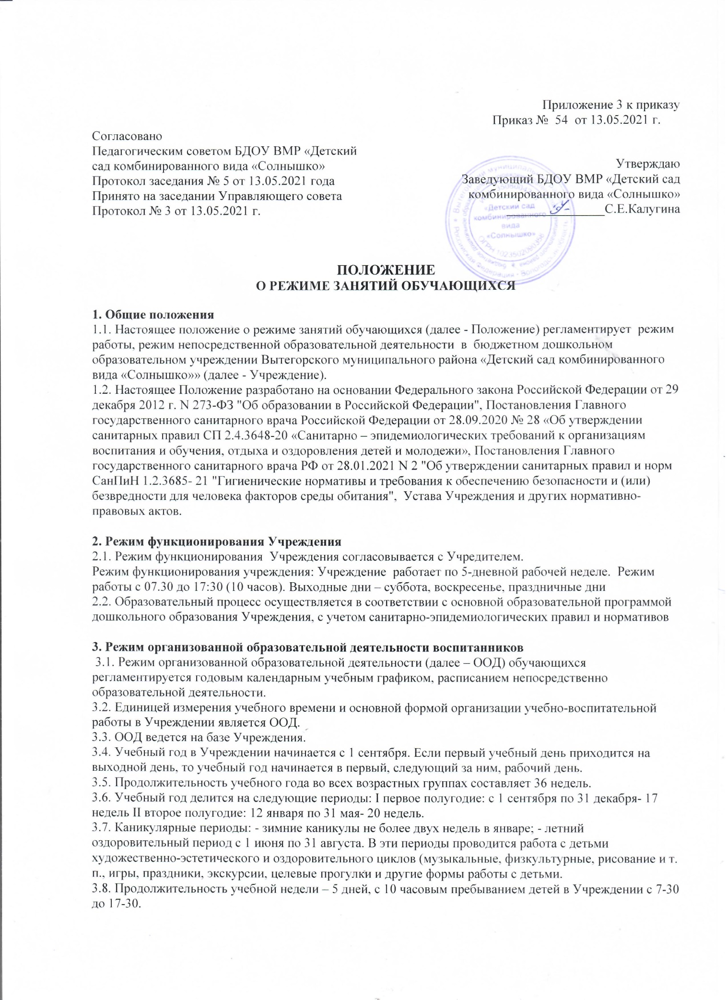 Приложение 3 к приказу
Приказ № 54 от 13.05.2021 г.
Согласовано
Педагогическим советом БДОУ ВМР «Детский
сад комбинированного вида «Солнышко»
Протокол заседания № 5 от 13.05.2021 года
Принято на заседании Управляющего совета
Протокол № 3 от 13.05.2021 г.
Утверждаю
Заведующий БДОУ ВМР «Детский сад
комбинированного вида «Солнышко»
_______________С.Е.Калугина
«Детский сад
комбинированного
вида
«Солнышко»
ОГРН 1023502090358
Российская Федерация - Вологодская область
ПОЛОЖЕНИЕ
О РЕЖИМЕ ЗАНЯТИЙ ОБУЧАЮЩИХСЯ
1. Общие положения
1.1. Настоящее положение о режиме занятий обучающихся (далее - Положение) регламентирует режим
работы, режим непосредственной образовательной деятельности в бюджетном дошкольном
образовательном учреждении Вытегорского муниципального района «Детский сад комбинированного
вида «Солнышко»» (далее - Учреждение).
1.2. Настоящее Положение разработано на основании Федерального закона Российской Федерации от 29
декабря 2012 г. N 273-ФЗ "Об образовании в Российской Федерации", Постановления Главного
государственного санитарного врача Российской Федерации от 28.09.2020 № 28 «Об утверждении
санитарных правил СП 2.4.3648-20 «Санитарно – эпидемиологических требований к организациям
воспитания и обучения, отдыха и оздоровления детей и молодежи», Постановления Главного
государственного санитарного врача РФ от 28.01.2021 N 2 "Об утверждении санитарных правил и норм
СанПиН 1.2.3685- 21 "Гигиенические нормативы и требования к обеспечению безопасности и (или)
безвредности для человека факторов среды обитания", Устава Учреждения и других нормативно-
правовых актов.
2. Режим функционирования Учреждения
2.1. Режим функционирования Учреждения согласовывается с Учредителем.
Режим функционирования учреждения: Учреждение работает по 5-дневной рабочей неделе. Режим
работы с 07.30 до 17:30 (10 часов). Выходные дни – суббота, воскресенье, праздничные дни
2.2. Образовательный процесс осуществляется в соответствии с основной образовательной программой
дошкольного образования Учреждения, с учетом санитарно-эпидемиологических правил и нормативов
3. Режим организованной образовательной деятельности воспитанников
3.1. Режим организованной образовательной деятельности (далее – ООД) обучающихся
регламентируется годовым календарным учебным графиком, расписанием непосредственно
образовательной деятельности.
3.2. Единицей измерения учебного времени и основной формой организации учебно-воспитательной
работы в Учреждении является ООД.
3.3. ООД ведется на базе Учреждения.
3.4. Учебный год в Учреждении начинается с 1 сентября. Если первый учебный день приходится на
выходной день, то учебный год начинается в первый, следующий за ним, рабочий день.
3.5. Продолжительность учебного года во всех возрастных группах составляет 36 недель.
3.6. Учебный год делится на следующие периоды: I первое полугодие: с 1 сентября по 31 декабря- 17
недель II второе полугодие: 12 января по 31 мая- 20 недель.
3.7. Каникулярные периоды: - зимние каникулы не более двух недель в январе; - летний
оздоровительный период с 1 июня по 31 августа. В эти периоды проводится работа с детьми
художественно-эстетического и оздоровительного циклов (музыкальные, физкультурные, рисование и т.
п., игры, праздники, экскурсии, целевые прогулки и другие формы работы с детьми.
3.8. Продолжительность учебной недели – 5 дней, с 10 часовым пребыванием детей в Учреждении с 7-30
до 17-30.